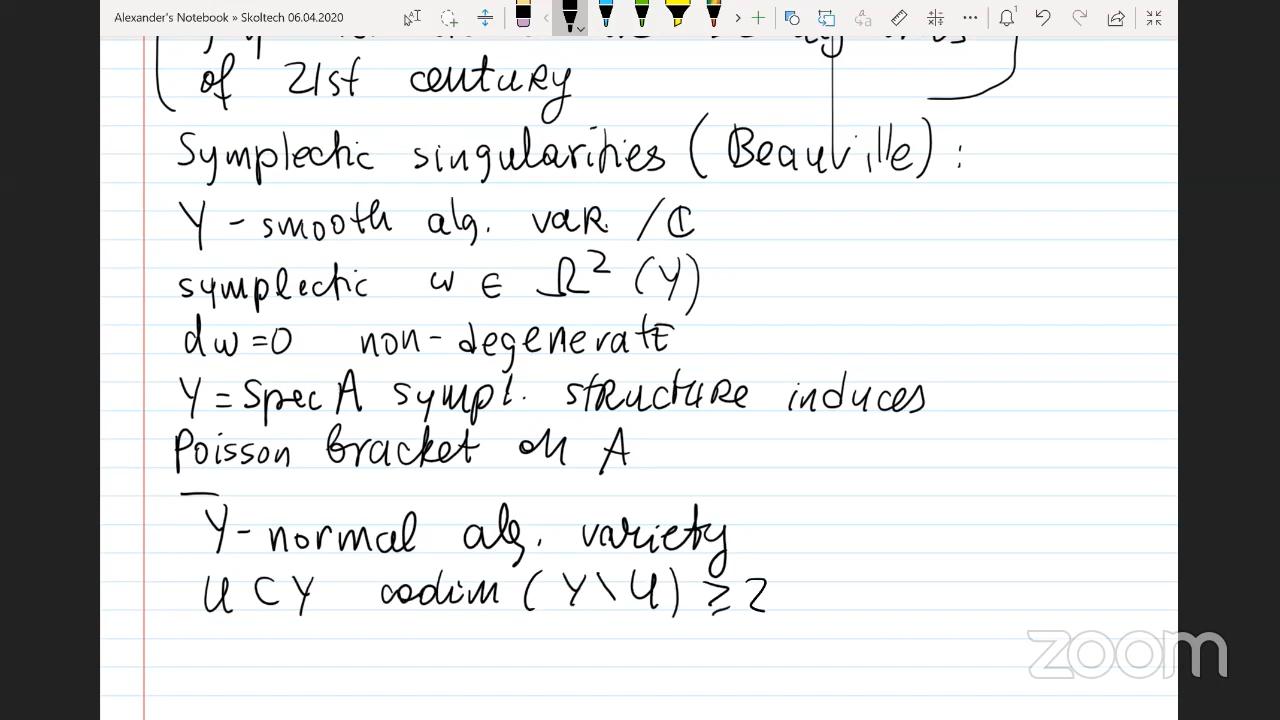 Alexander's Notebook » Skoltech 06.04.2020
of 21st century
Symplectic singularities (Beauville):
Y - smooth alg. var. /ℂ
symplectic ω ∈ Ω² (Y)
dω=0 non-degenerate
Y = Spec A sympl. structure induces
Poisson bracket on A
Y - normal alg. variety
U ⊂ Y codim (Y \ U) ≥ 2
zoom